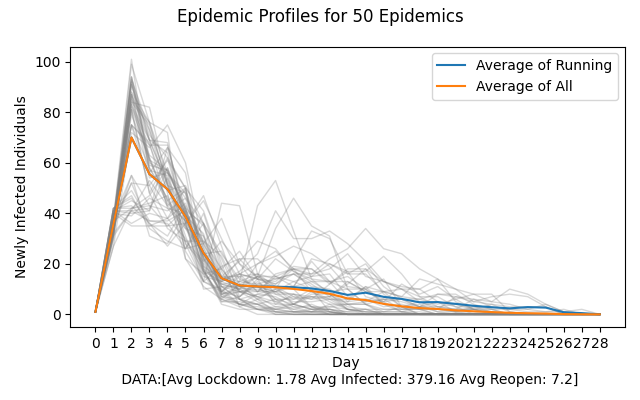 Epidemic Profiles for 50 Epidemics
Average of Running
Average of All
Newly Infected Individuals
100
80
60
40
20
0
0 1 2 3 4 5 6 7 8 9 10 11 12 13 14 15 16 17 18 19 20 21 22 23 24 25 26 27 28
Day
DATA:[Avg Lockdown: 1.78 Avg Infected: 379.16 Avg Reopen: 7.2]